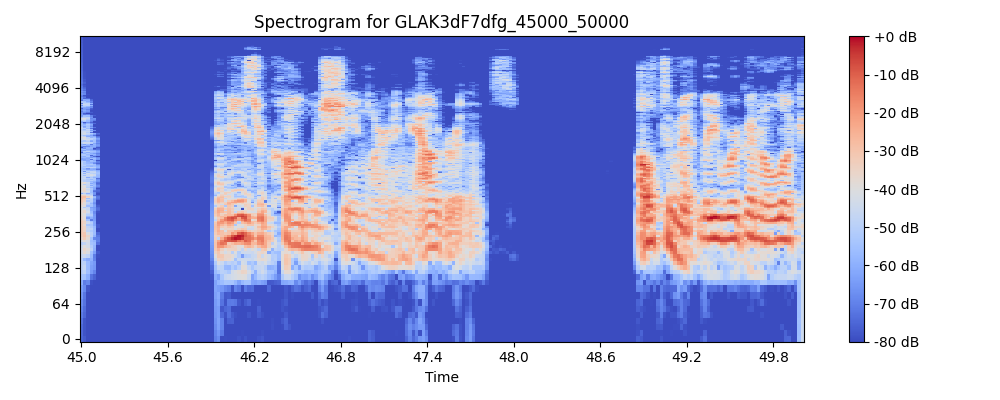 Spectrogram for GLAK3dF7dfg_45000_50000
8192
4096
2048
1024
512
256
128
64
0
Hz
45.0 45.6 46.2 46.8 47.4 48.0 48.6 49.2 49.8
Time
+0 dB
-10 dB
-20 dB
-30 dB
-40 dB
-50 dB
-60 dB
-70 dB
-80 dB